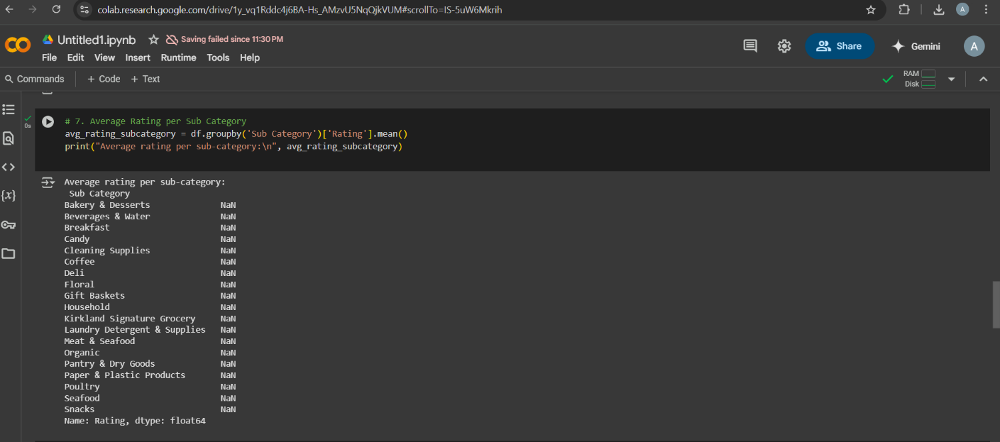 colab.research.google.com/drive/1y_vq1Rddc4j6BA-Hs_AMzvU5NqQjkVUM#scrollTo=IS-5uW6Mkrih
A
CO
Untitled1.ipynb
Saving failed since 11:30 PM
File Edit View Insert Runtime Tools Help
Share
Gemini
A
Commands + Code + Text
RAM
Disk
0s
# 7. Average Rating per Sub Category
avg_rating_subcategory = df.groupby('Sub Category')['Rating'].mean()
print("Average rating per sub-category:\n", avg_rating_subcategory)
{x}
Average rating per sub-category:
Sub Category
Bakery & Desserts NaN
Beverages & Water NaN
Breakfast NaN
Candy NaN
Cleaning Supplies NaN
Coffee NaN
Deli NaN
Floral NaN
Gift Baskets NaN
Household NaN
Kirkland Signature Grocery NaN
Laundry Detergent & Supplies NaN
Meat & Seafood NaN
Organic NaN
Pantry & Dry Goods NaN
Paper & Plastic Products NaN
Poultry NaN
Seafood NaN
Snacks NaN
Name: Rating, dtype: float64